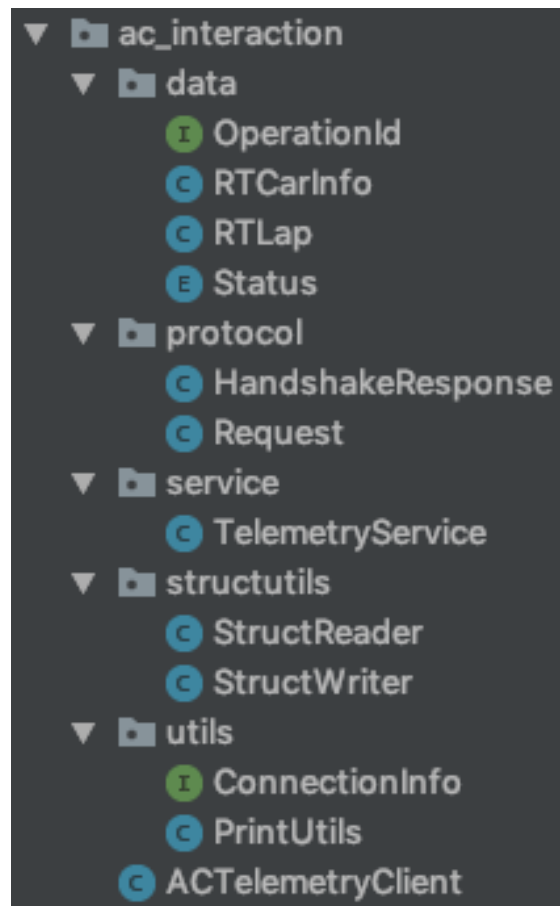 ac_interaction
data
I OperationId
C RTCarInfo
C RTLap
E Status
protocol
C HandshakeResponse
C Request
service
C TelemetryService
structutils
C StructReader
C StructWriter
utils
I ConnectionInfo
C PrintUtils
C ACTelemetryClient